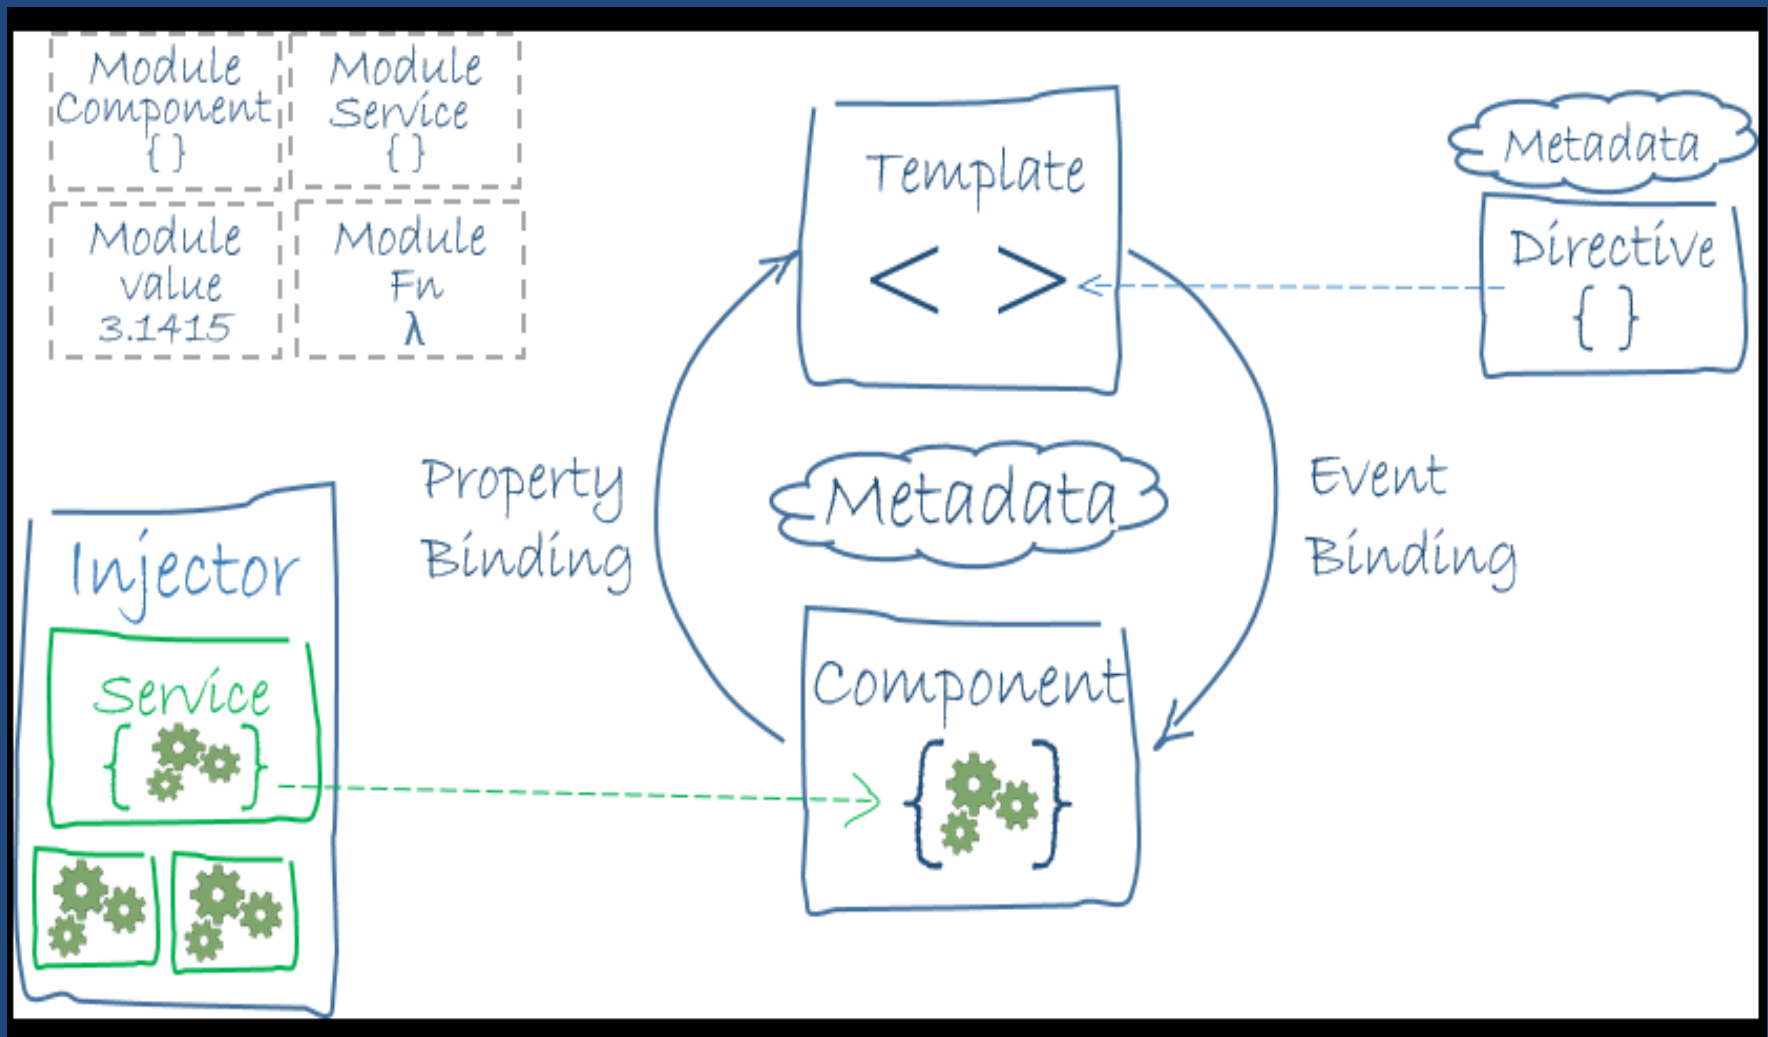 Module
Component
{ }
Module
Service
{ }
Module
value
3.1415
Module
Fn
λ
Template
< >
Metadata
Directive
{ }
Property
Binding
Metadata
Event
Binding
Injector
Service
{ }
Component
{ }